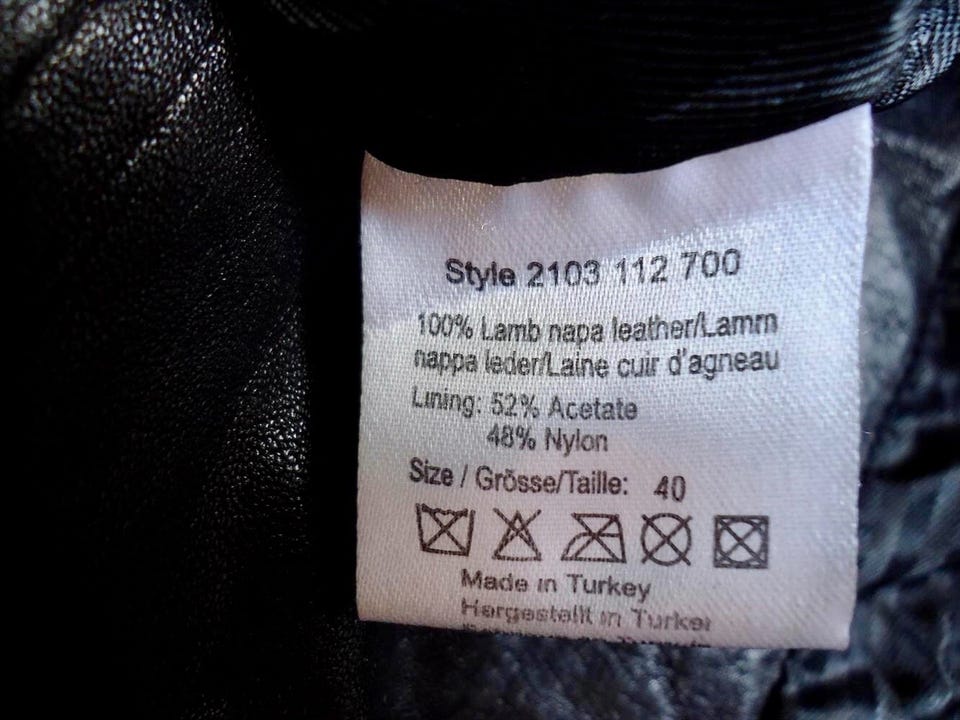 Style 2103 112 700
100% Lamb napa leather/Lamm
nappa leder/Laine cuir d'agneau
Lining: 52% Acetate
48% Nylon
Size / Grösse/Taille: 40
Made in Turkey
Hergestellt in Turkei